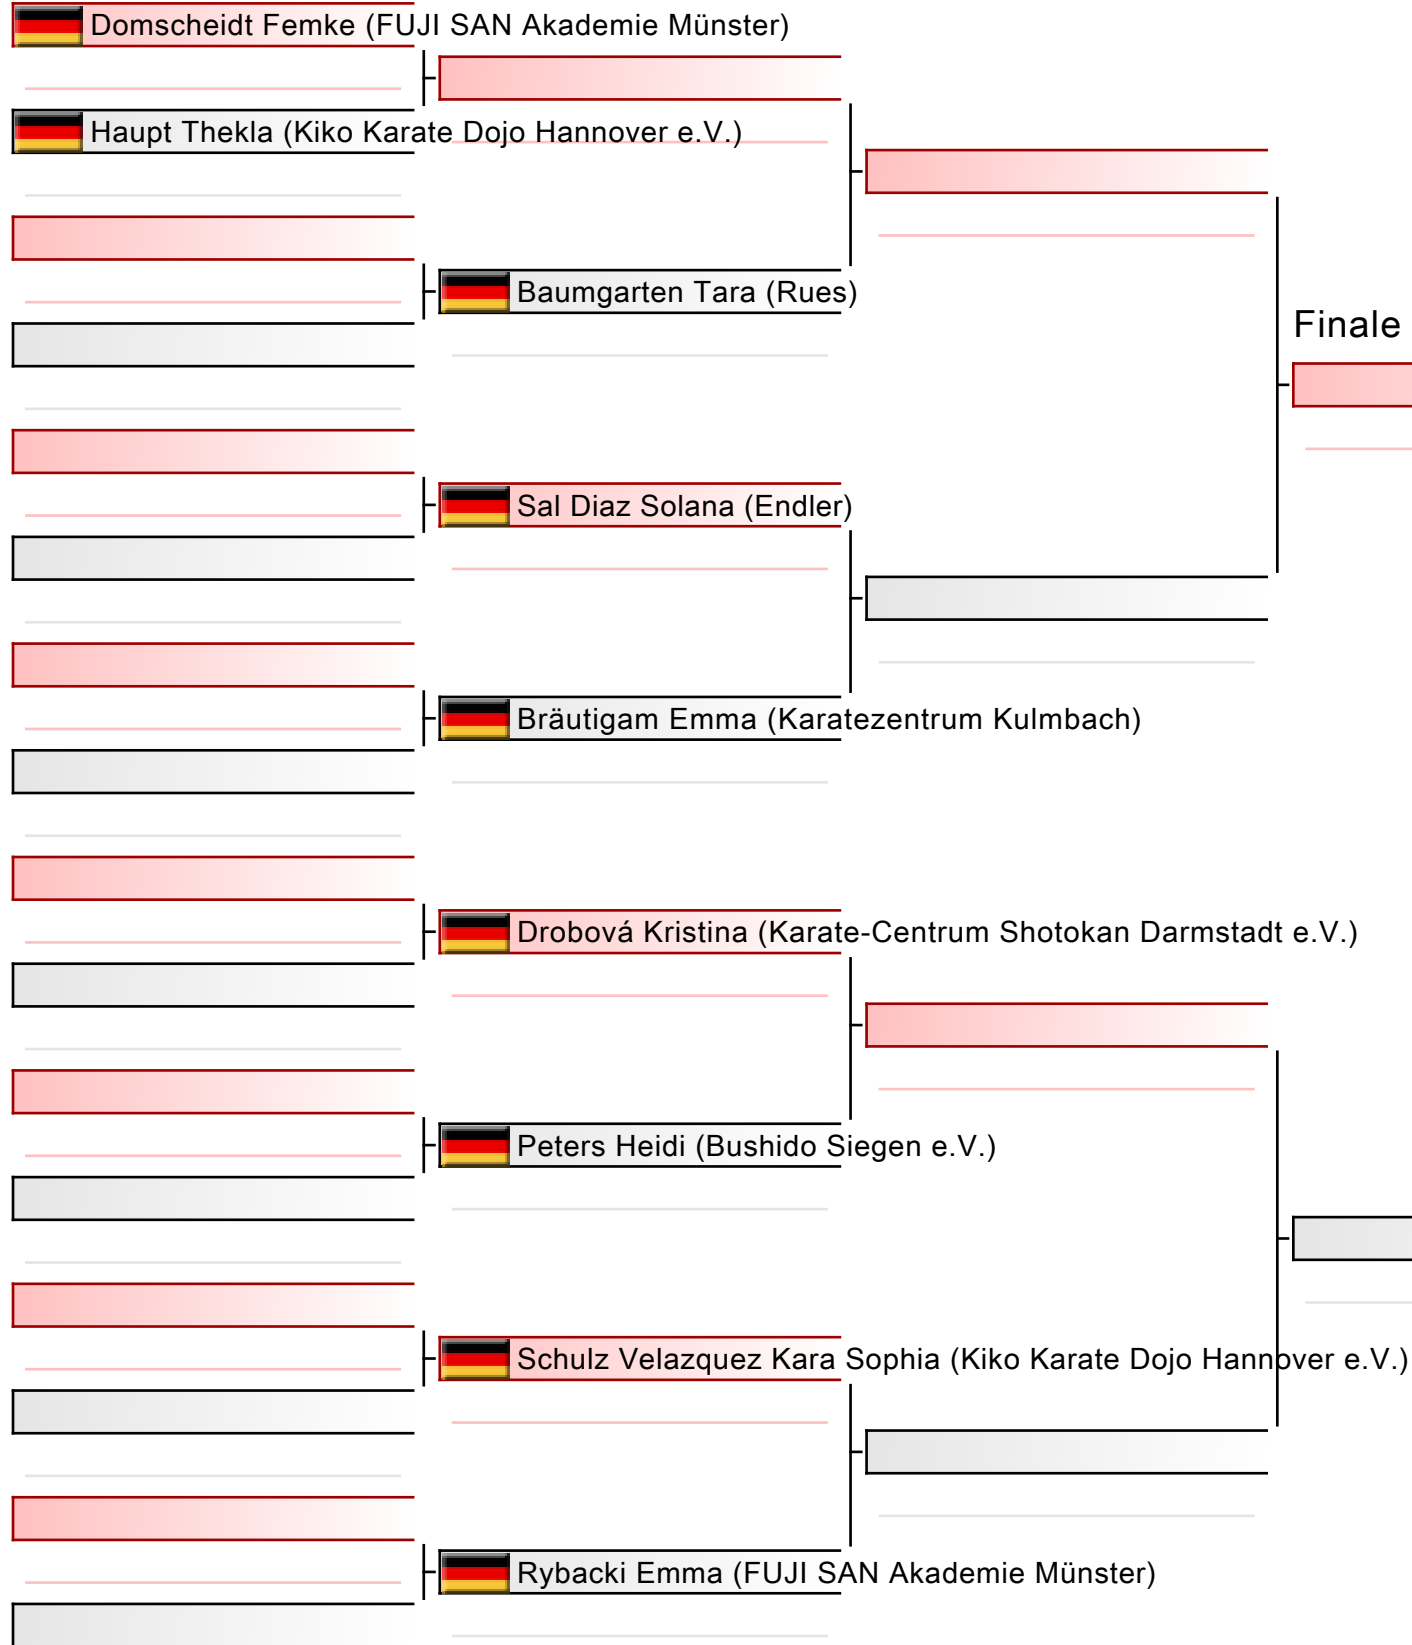 Domscheidt Femke (FUJI SAN Akademie Münster)
Haupt Thekla (Kiko Karate Dojo Hannover e.V.)
Baumgarten Tara (Rues)
Finale
Sal Diaz Solana (Endler)
Bräutigam Emma (Karatezentrum Kulmbach)
Drobová Kristina (Karate-Centrum Shotokan Darmstadt e.V.)
Peters Heidi (Bushido Siegen e.V.)
Schulz Velazquez Kara Sophia (Kiko Karate Dojo Hannover e.V.)
Rybacki Emma (FUJI SAN Akademie Münster)